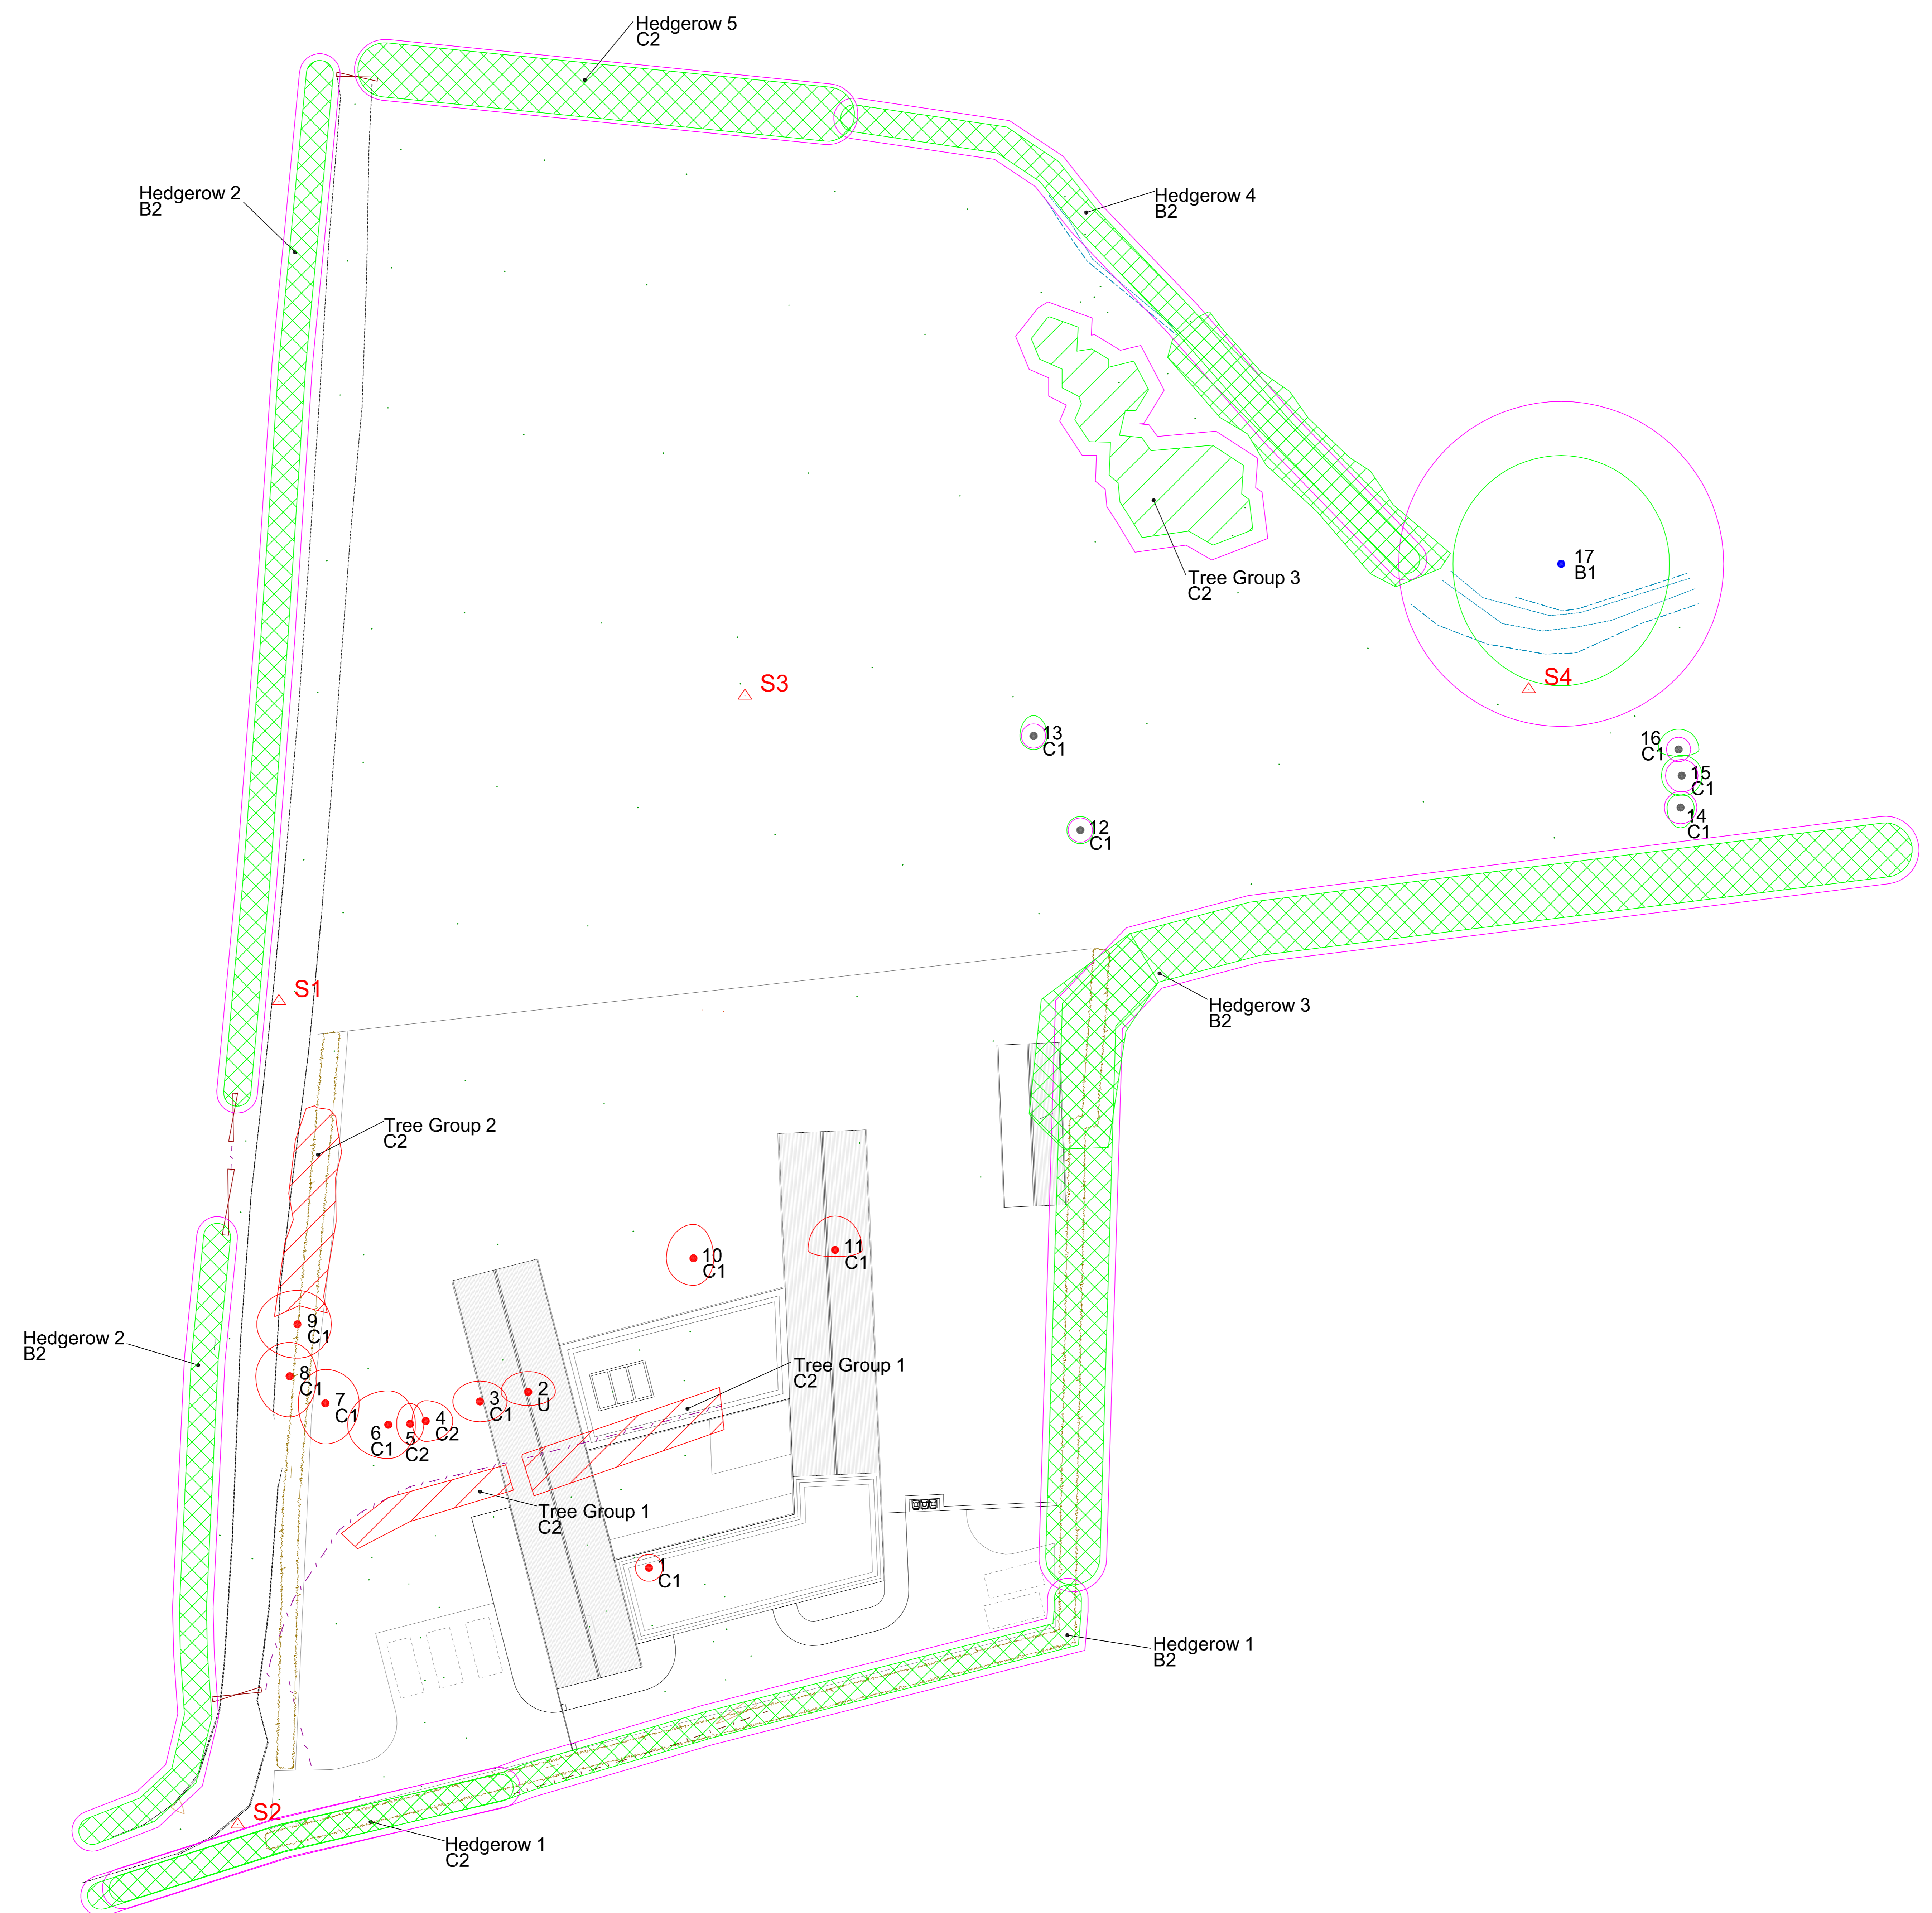 Hedgerow 5
C2
Hedgerow 2
B2
Hedgerow 4
B2
17
B1
Tree Group 3
C2
S3
S4
13
C1
16
C1
15
C1
14
C1
12
C1
S1
Hedgerow 3
B2
Tree Group 2
C2
10
C1
11
C1
9
C1
Hedgerow 2
B2
8
C1
7
C1
6
C1
5
C2
4
C2
3
C1
2
U
Tree Group 1
C2
Tree Group 1
C2
1
C1
Hedgerow 1
B2
S2
Hedgerow 1
C2